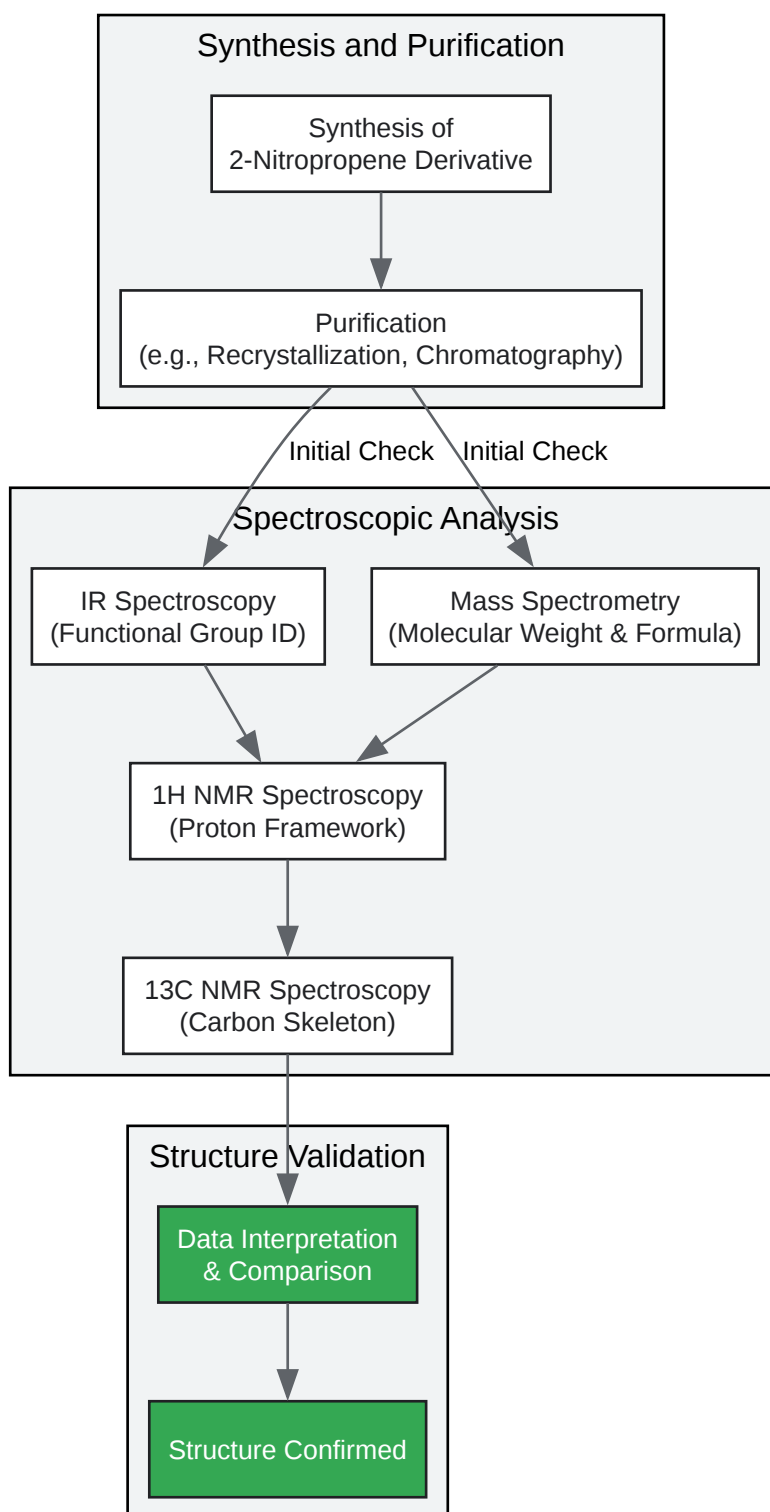 Synthesis and Purification
Synthesis of
2-Nitropropene Derivative
Purification
(e.g., Recrystallization, Chromatography)
Initial Check
Initial Check
Spectroscopic Analysis
IR Spectroscopy
(Functional Group ID)
Mass Spectrometry
(Molecular Weight & Formula)
1H NMR Spectroscopy
(Proton Framework)
13C NMR Spectroscopy
(Carbon Skeleton)
Structure Validation
Data Interpretation
& Comparison
Structure Confirmed